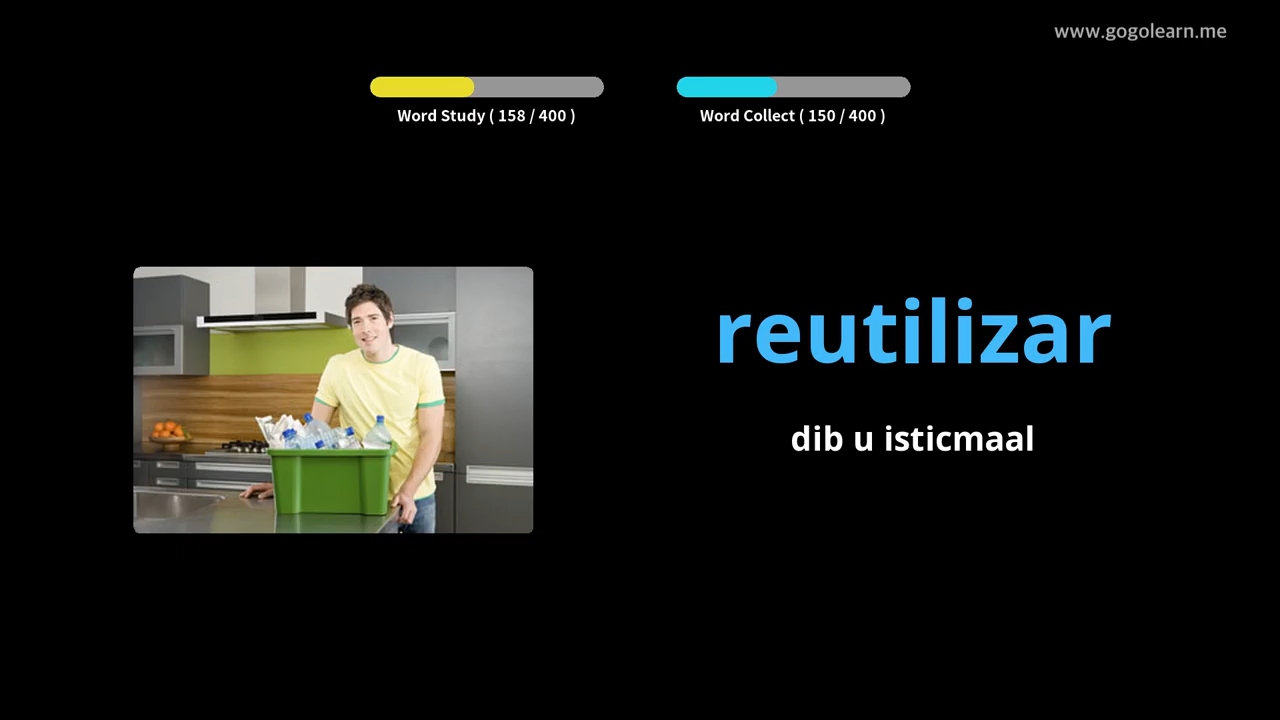 www.gogolearn.me
Word Study ( 158 / 400 )
Word Collect ( 150 / 400 )
reutilizar
dib u isticmaal